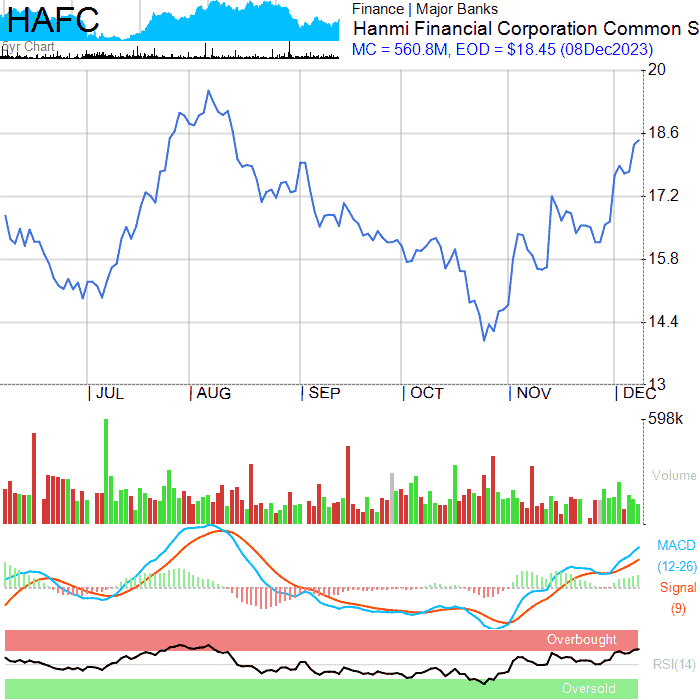 HAFC
5yr Chart
Finance | Major Banks
Hanmi Financial Corporation Common S
MC = 560.8M, EOD = $18.45 (08Dec2023)
20
18.6
17.2
15.8
14.4
13
JUL AUG SEP OCT NOV DEC
598k
Volume
MACD
(12-26)
Signal
(9)
Overbought
RSI(14)
Oversold